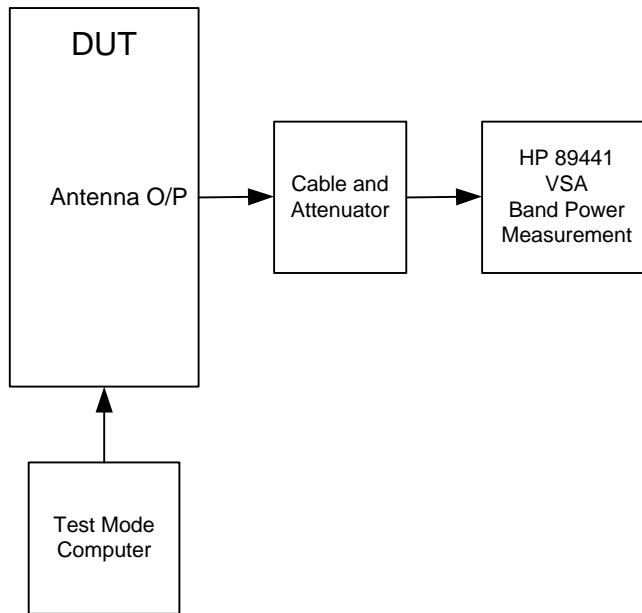 DUT
Antenna O/P
Cable and
Attenuator
HP 89441
VSA
Band Power
Measurement
Test Mode
Computer